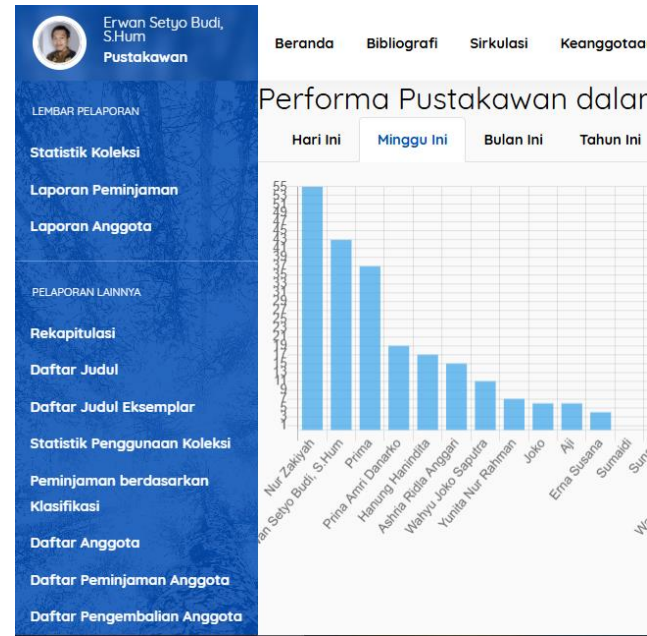 Erwan Setyo Budi,
S.Hum
Pustakawan
Beranda Bibliografi Sirkulasi Keanggotaan
LEMBAR PELAPORAN
Statistik Koleksi
Laporan Peminjaman
Laporan Anggota
PELAPORAN LAINNYA
Rekapitulasi
Daftar Judul
Daftar Judul Eksemplar
Statistik Penggunaan Koleksi
Peminjaman berdasarkan
Klasifikasi
Daftar Anggota
Daftar Peminjaman Anggota
Daftar Pengembalian Anggota
Performa Pustakawan dalam
Hari Ini Minggu Ini Bulan Ini Tahun Ini
55
53
51
49
47
45
43
41
39
37
35
33
31
29
27
25
23
21
19
17
15
13
11
9
7
5
3
1
Nur Zakiyah
an Setyo Budi, S.Hum
Prima
Prina Amri Danarko
Hanung Hanindita
Ashria Ridla Anggari
Wahyu Joko Saputra
Yunita Nur Rahman
Joko
Aji
Erna Susana
Sumaidi